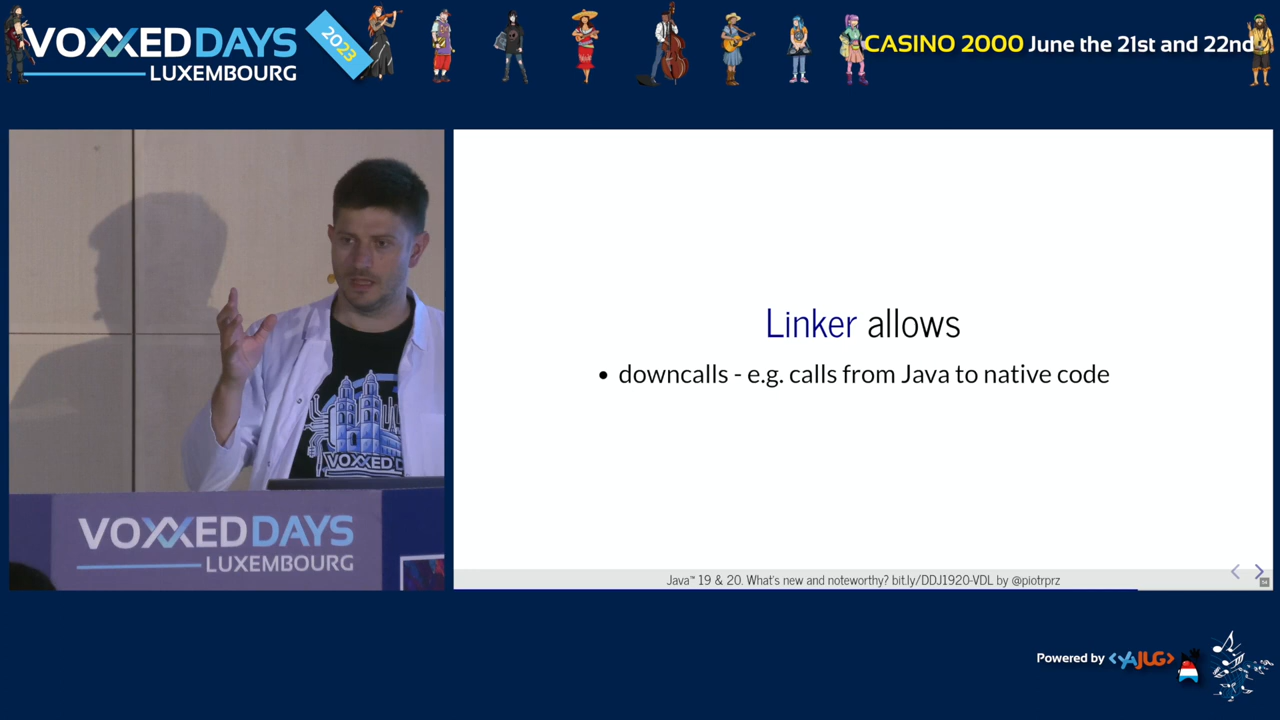 VOXXED DAYS
LUXEMBOURG
2023
CASINO 2000 June the 21st and 22nd
VOXXED D
VOXXED DAYS
LUXEMBOURG
Linker allows
• downcalls - e.g. calls from Java to native code
Java™ 19 & 20. What's new and noteworthy? bit.ly/DDJ1920-VDL by @piotrprz
Powered by <YAJUG>